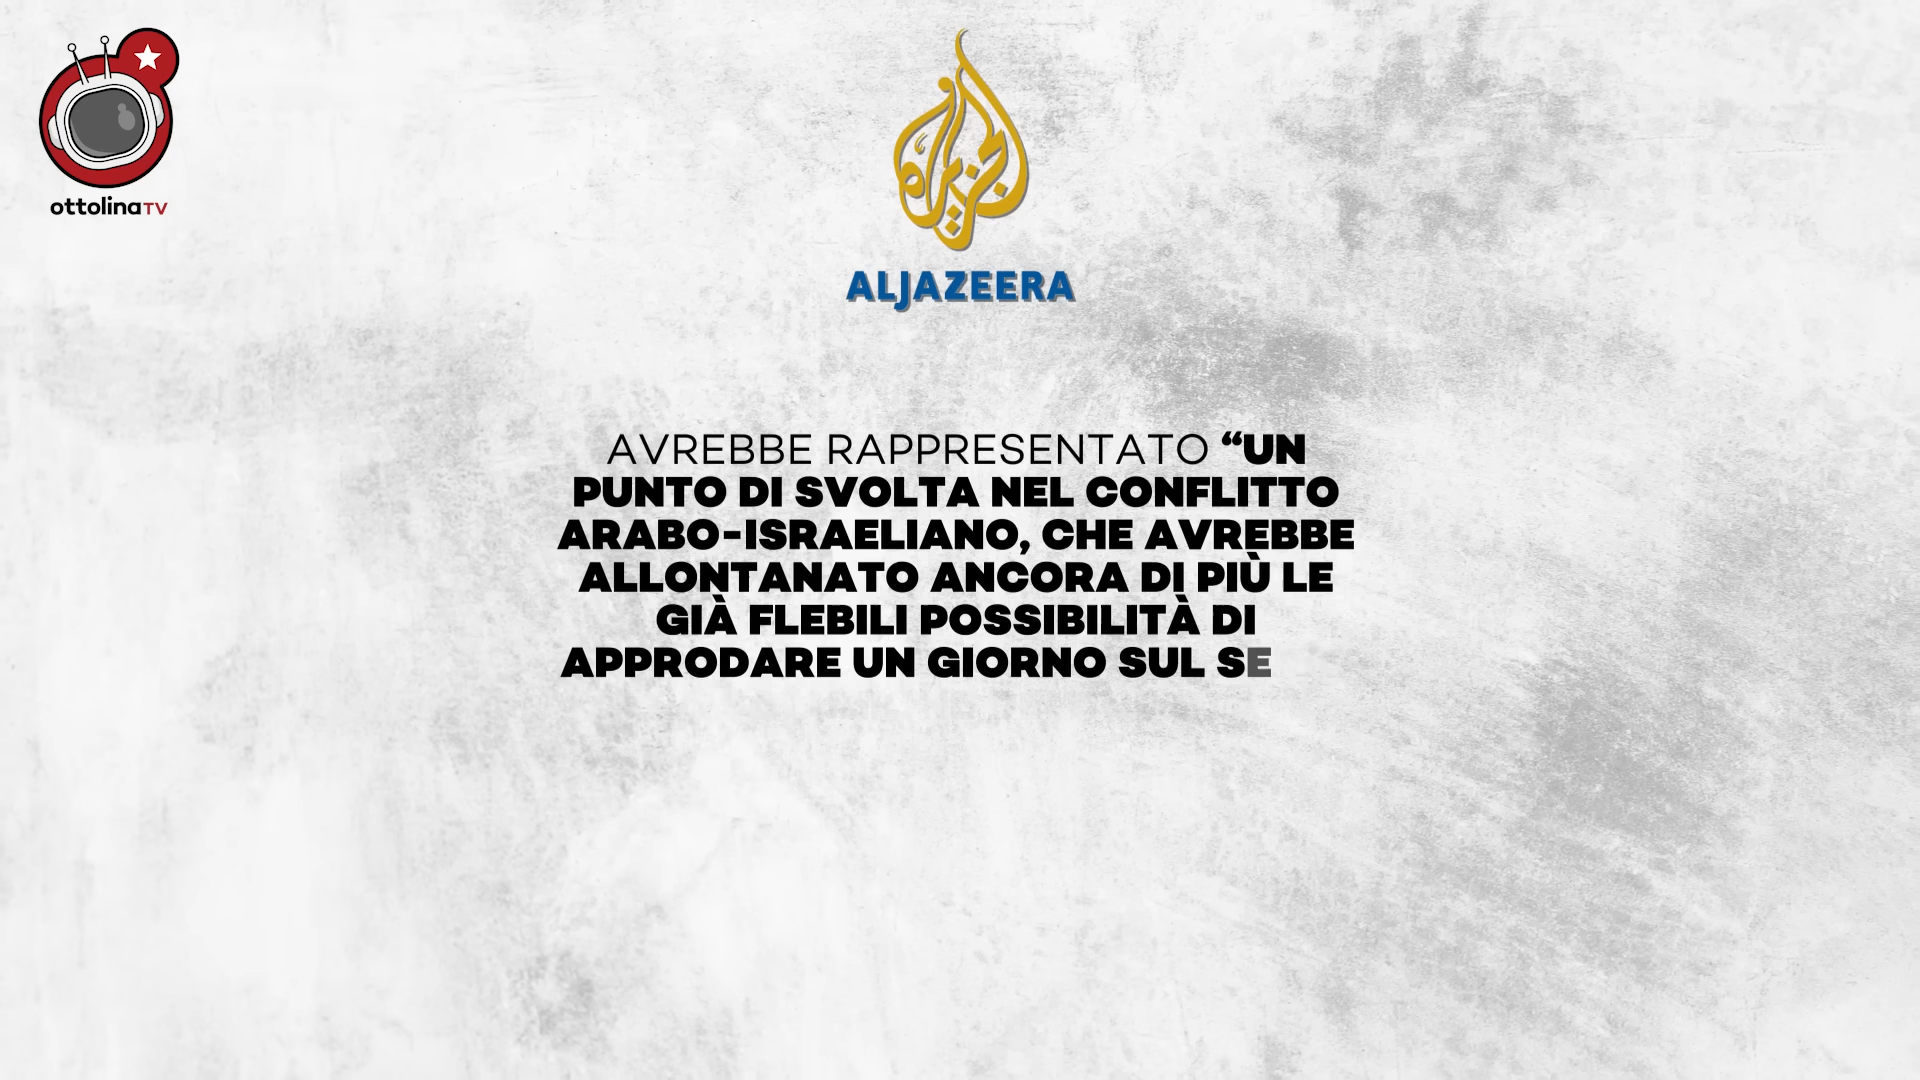 ottolinaTV
الجزيرة
ALJAZEERA
AVREBBE RAPPRESENTATO “UN
PUNTO DI SVOLTA NEL CONFLITTO
ARABO-ISRAELIANO, CHE AVREBBE
ALLONTANATO ANCORA DI PIÙ LE
GIÀ FLEBILI POSSIBILITÀ DI
APPRODARE UN GIORNO SUL SE